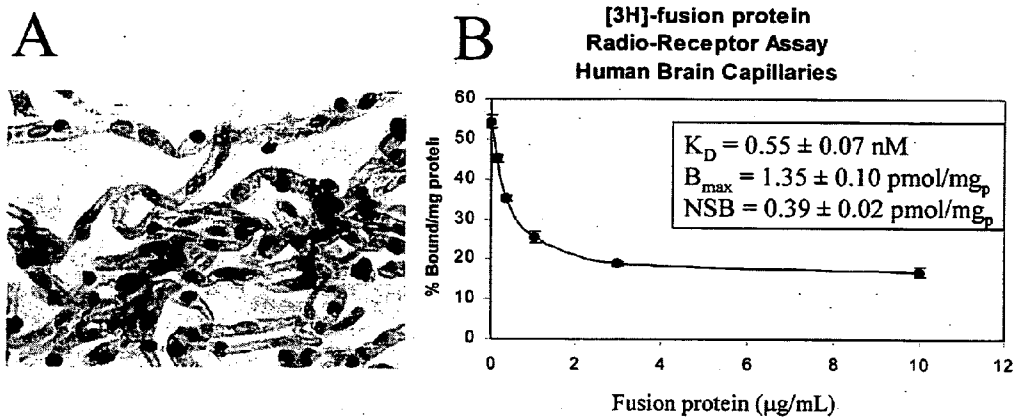 A
B
[3H]-fusion protein
Radio-Receptor Assay
Human Brain Capillaries
% Bound/mg protein
60
50
40
30
20
10
0
K_D = 0.55 ± 0.07 nM
B_max = 1.35 ± 0.10 pmol/mg_p
NSB = 0.39 ± 0.02 pmol/mg_p
0 2 4 6 8 10 12
Fusion protein (µg/mL)